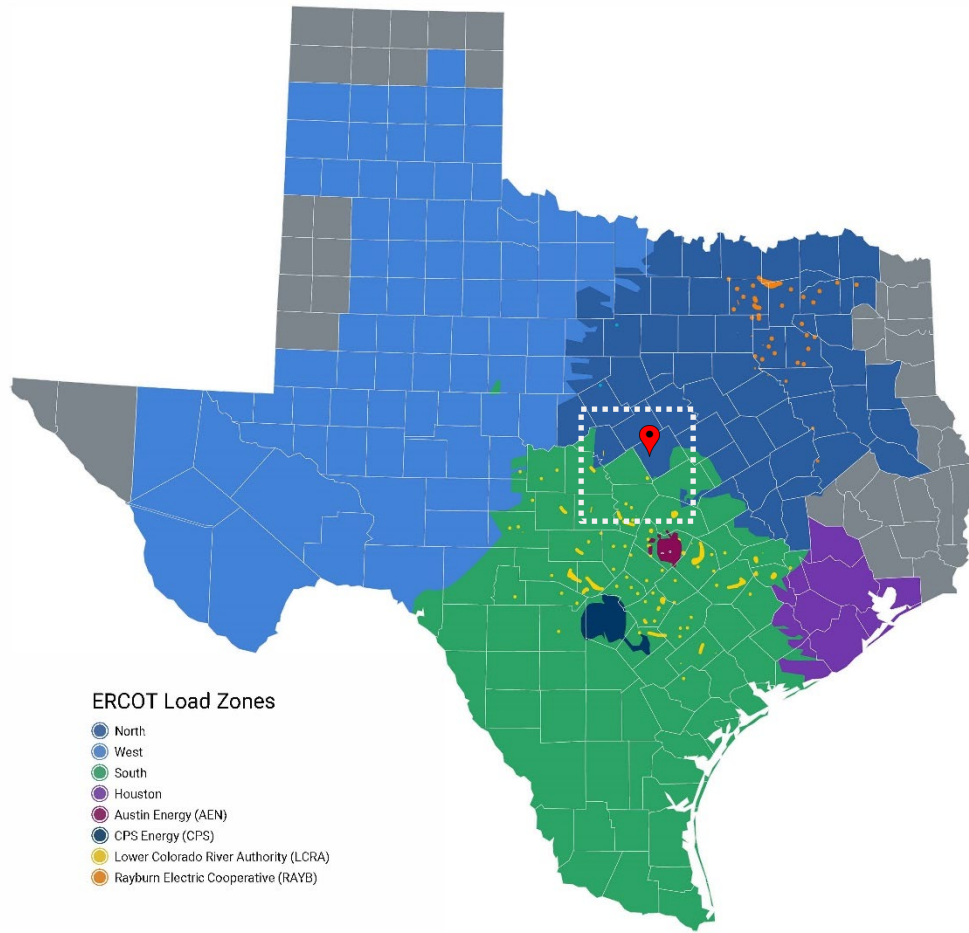 ERCOT Load Zones
North
West
South
Houston
Austin Energy (AEN)
CPS Energy (CPS)
Lower Colorado River Authority (LCRA)
Rayburn Electric Cooperative (RAYB)